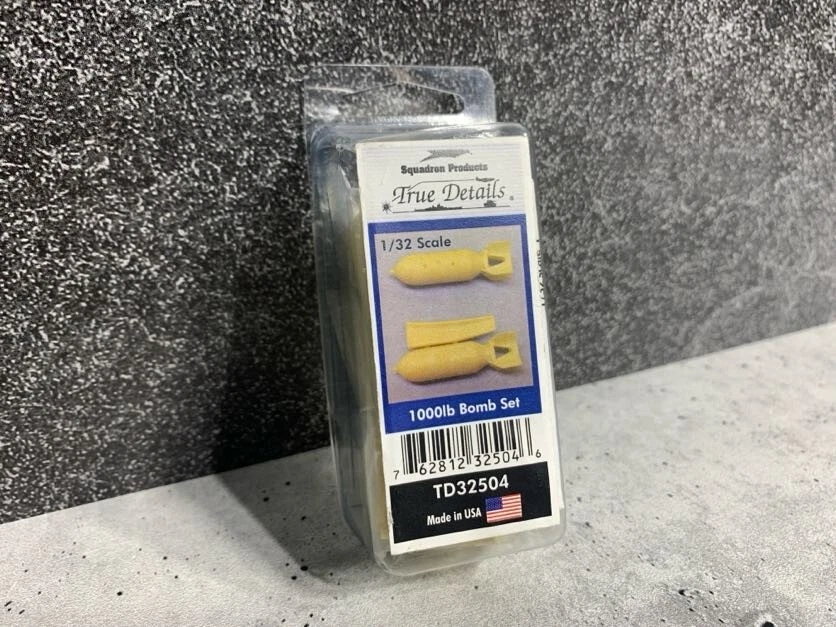 Squadron Products
True Details®
1/32 Scale
1000lb Bomb Set
7 62812 32504 6
TD32504
Made in USA